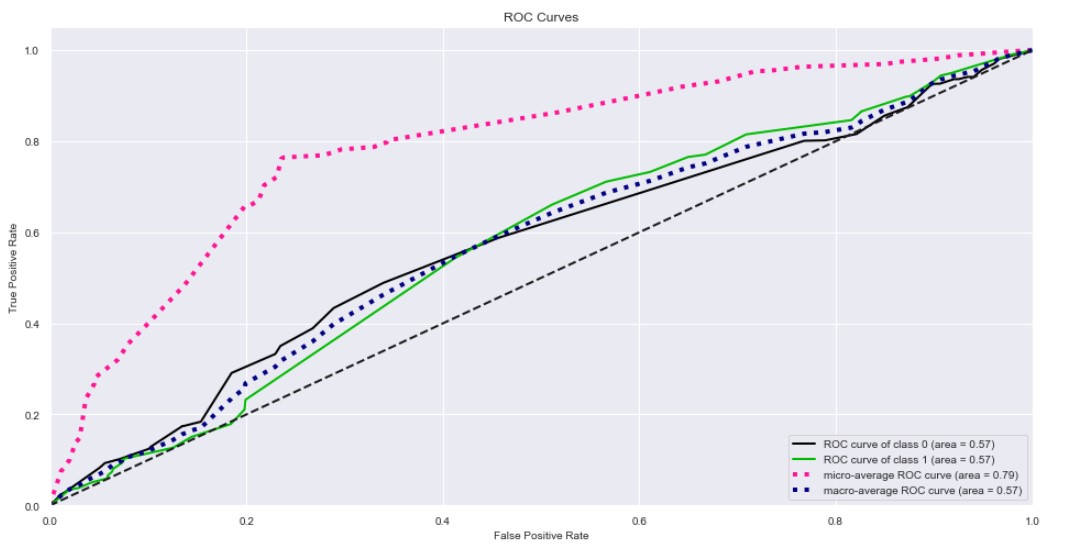 ROC Curves
1.0
0.8
0.6
0.4
0.2
0.0
True Positive Rate
ROC curve of class 0 (area = 0.57)
ROC curve of class 1 (area = 0.57)
micro-average ROC curve (area = 0.79)
macro-average ROC curve (area = 0.57)
0.0 0.2 0.4 0.6 0.8 1.0
False Positive Rate